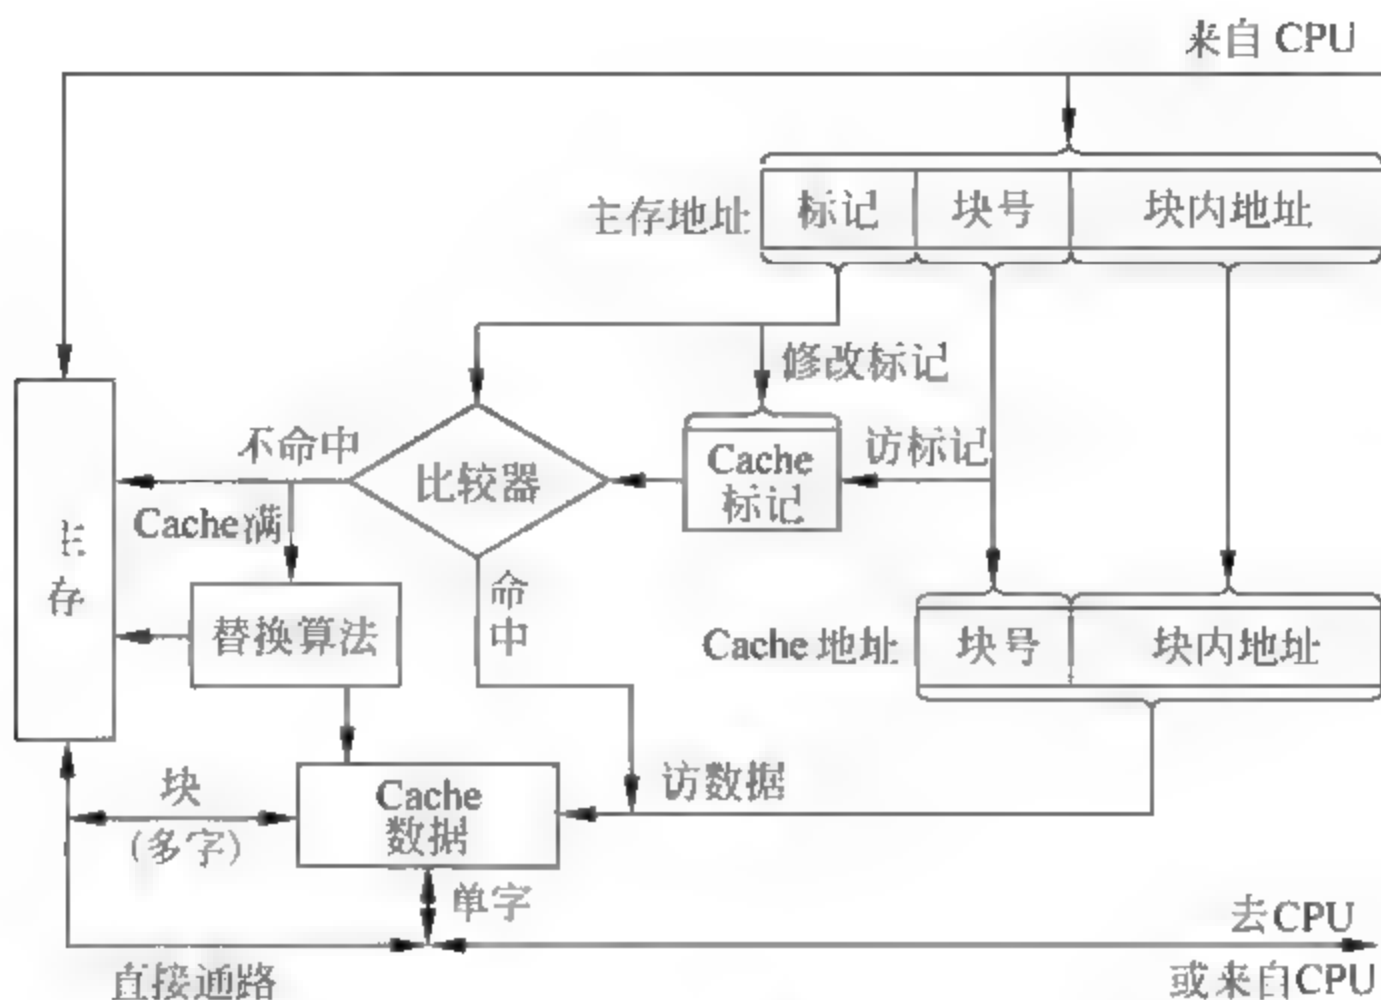 来自 CPU
主存地址
标记
块号
块内地址
修改标记
不命中
比较器
Cache
标记
访标记
Cache满
主
存
命
中
替换算法
Cache 地址
块号
块内地址
块
(多字)
Cache
数据
访数据
单字
去CPU
直接通路
或来自CPU